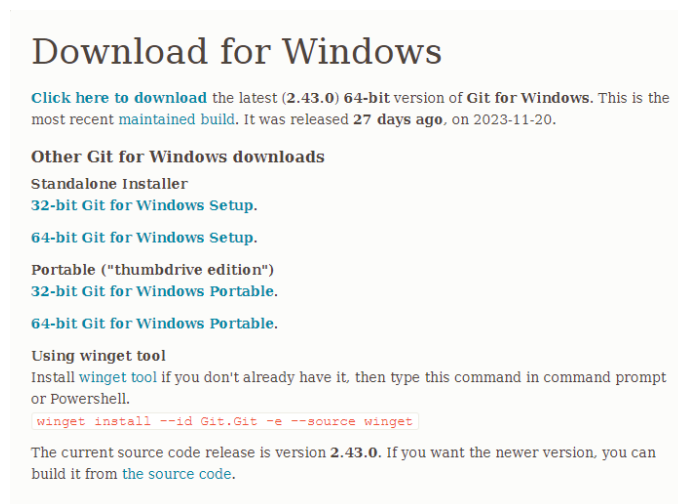 Download for Windows
Click here to download the latest (2.43.0) 64-bit version of Git for Windows. This is the
most recent maintained build. It was released 27 days ago, on 2023-11-20.
Other Git for Windows downloads
Standalone Installer
32-bit Git for Windows Setup.
64-bit Git for Windows Setup.
Portable ("thumbdrive edition")
32-bit Git for Windows Portable.
64-bit Git for Windows Portable.
Using winget tool
Install winget tool if you don't already have it, then type this command in command prompt
or Powershell.
winget install --id Git.Git -e --source winget
The current source code release is version 2.43.0. If you want the newer version, you can
build it from the source code.